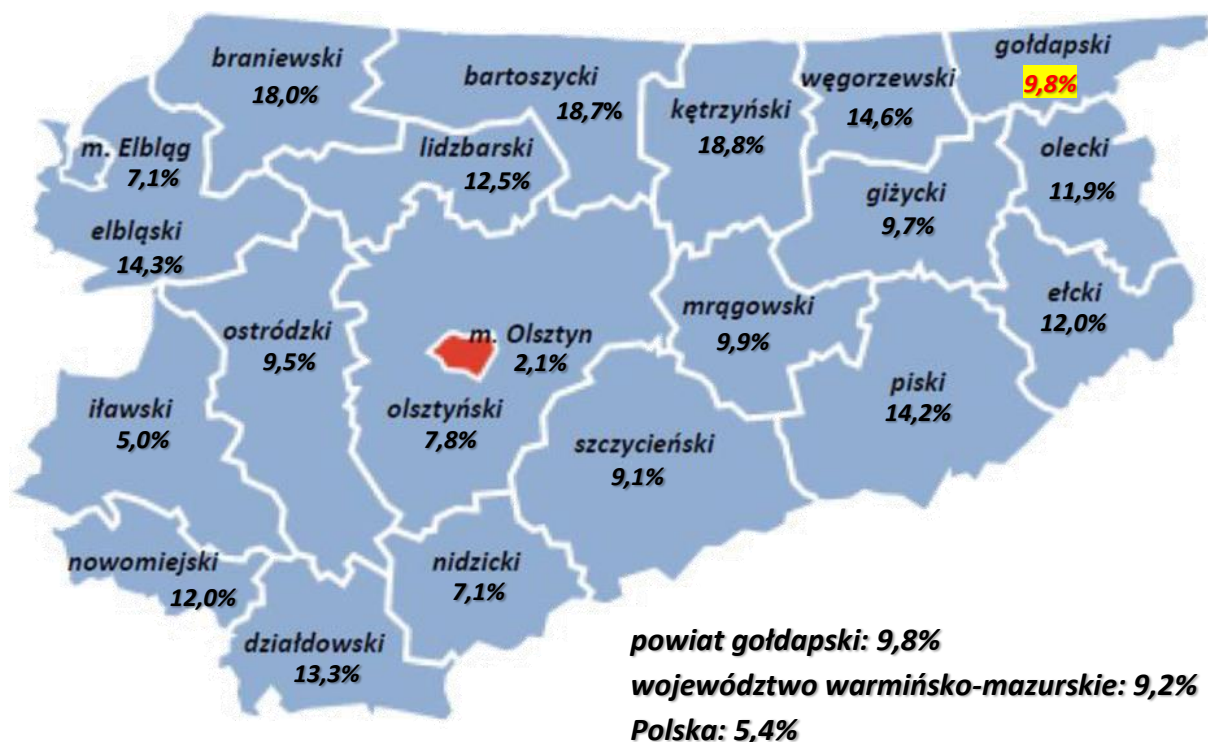 braniewski
18,0%
bartoszycki
18,7%
kętrzyński
18,8%
węgorzewski
14,6%
gołdapski
9,8%
m. Elbląg
7,1%
lidzbarski
12,5%
olecki
11,9%
giżycki
9,7%
elbląski
14,3%
ełcki
12,0%
mrągowski
9,9%
ostródzki
9,5%
m. Olsztyn
2,1%
piski
14,2%
iławski
5,0%
olsztyński
7,8%
szczycieński
9,1%
nowomiejski
12,0%
nidzicki
7,1%
działdowski
13,3%
powiat gołdapski: 9,8%
województwo warmińsko-mazurskie: 9,2%
Polska: 5,4%